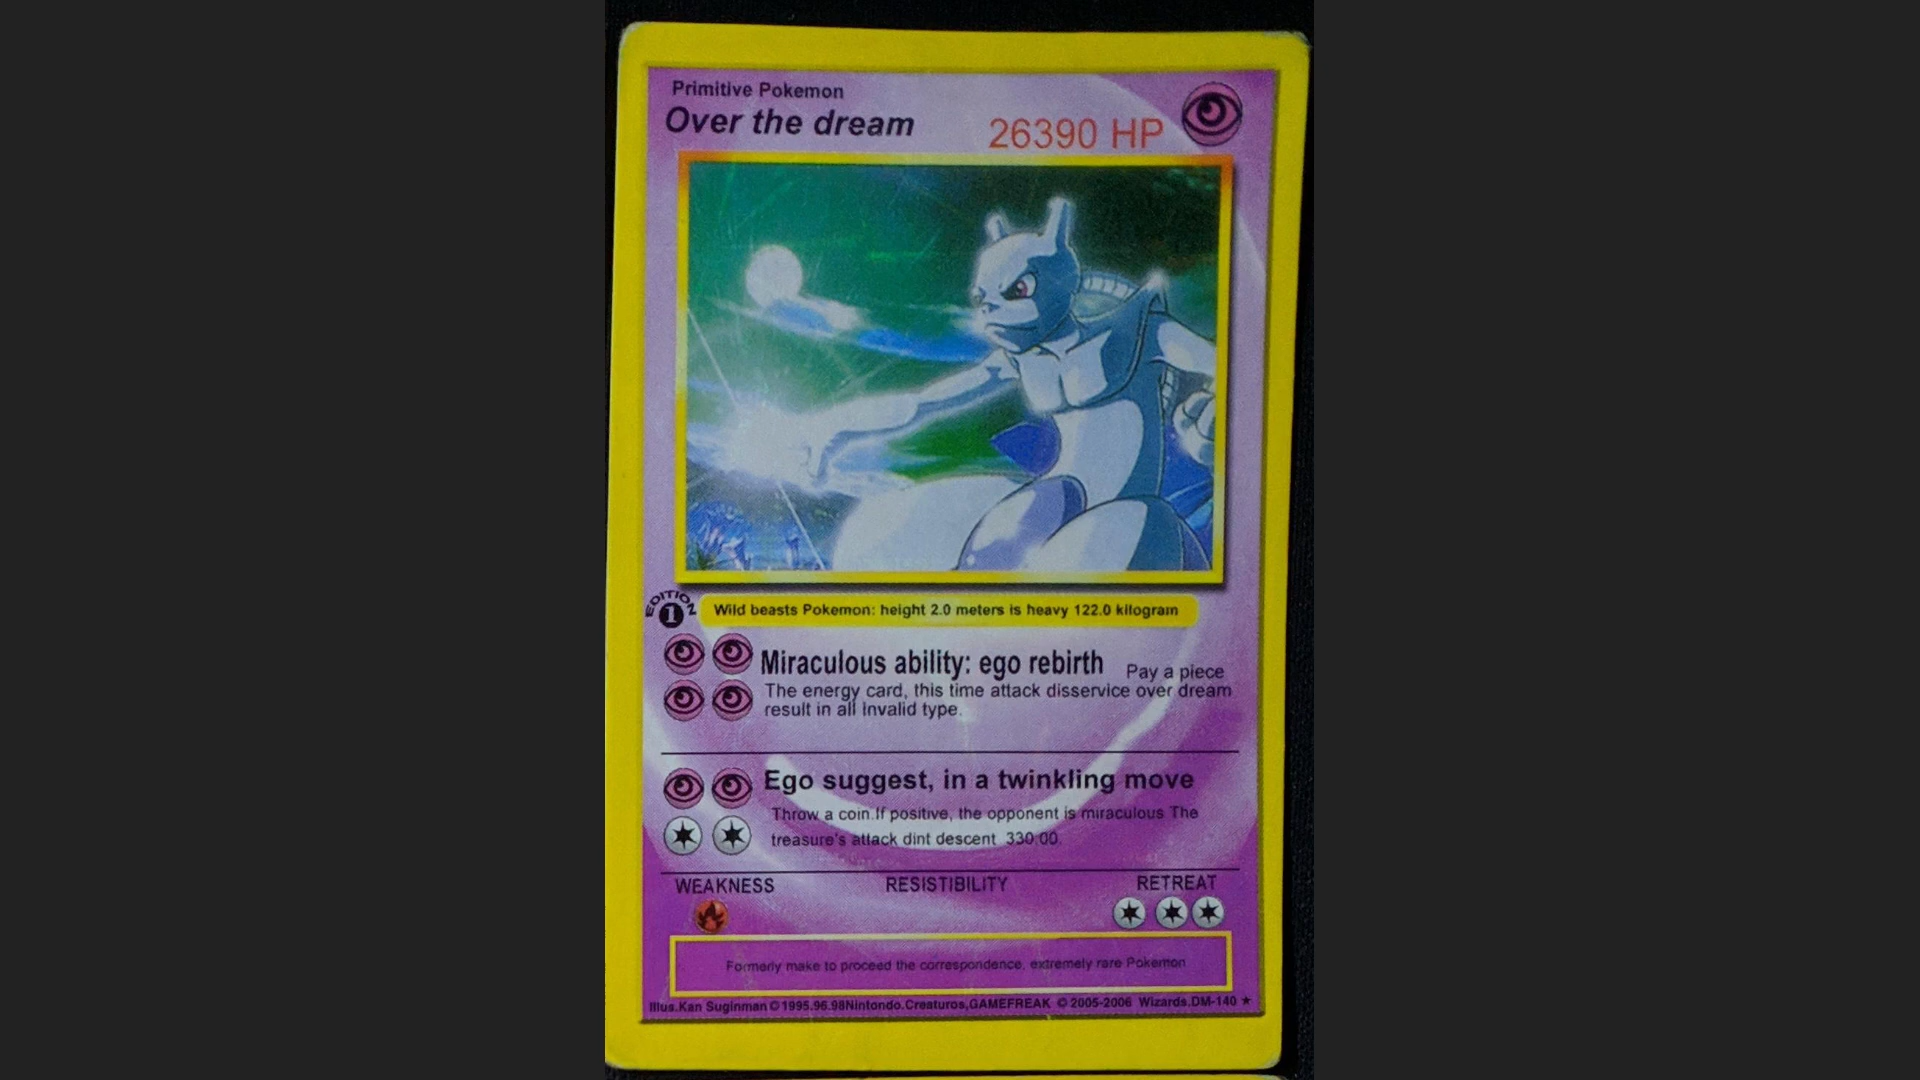 Primitive Pokemon
Over the dream
26390 HP
EDITION
1
Wild beasts Pokemon: height 2.0 meters is heavy 122.0 kilogram
Miraculous ability: ego rebirth Pay a piece
The energy card, this time attack disservice over dream
result in all Invalid type.
Ego suggest, in a twinkling move
Throw a coin.If positive, the opponent is miraculous The
treasure's attack dint descent 330 00.
WEAKNESS RESISTIBILITY RETREAT
Formerly make to proceed the correspondence, extremely rare Pokemon
Illus.Kan Suginman © 1995.96.98Nintendo.Creaturos,GAMEFREAK © 2005-2006 Wizards.DM-140 ★